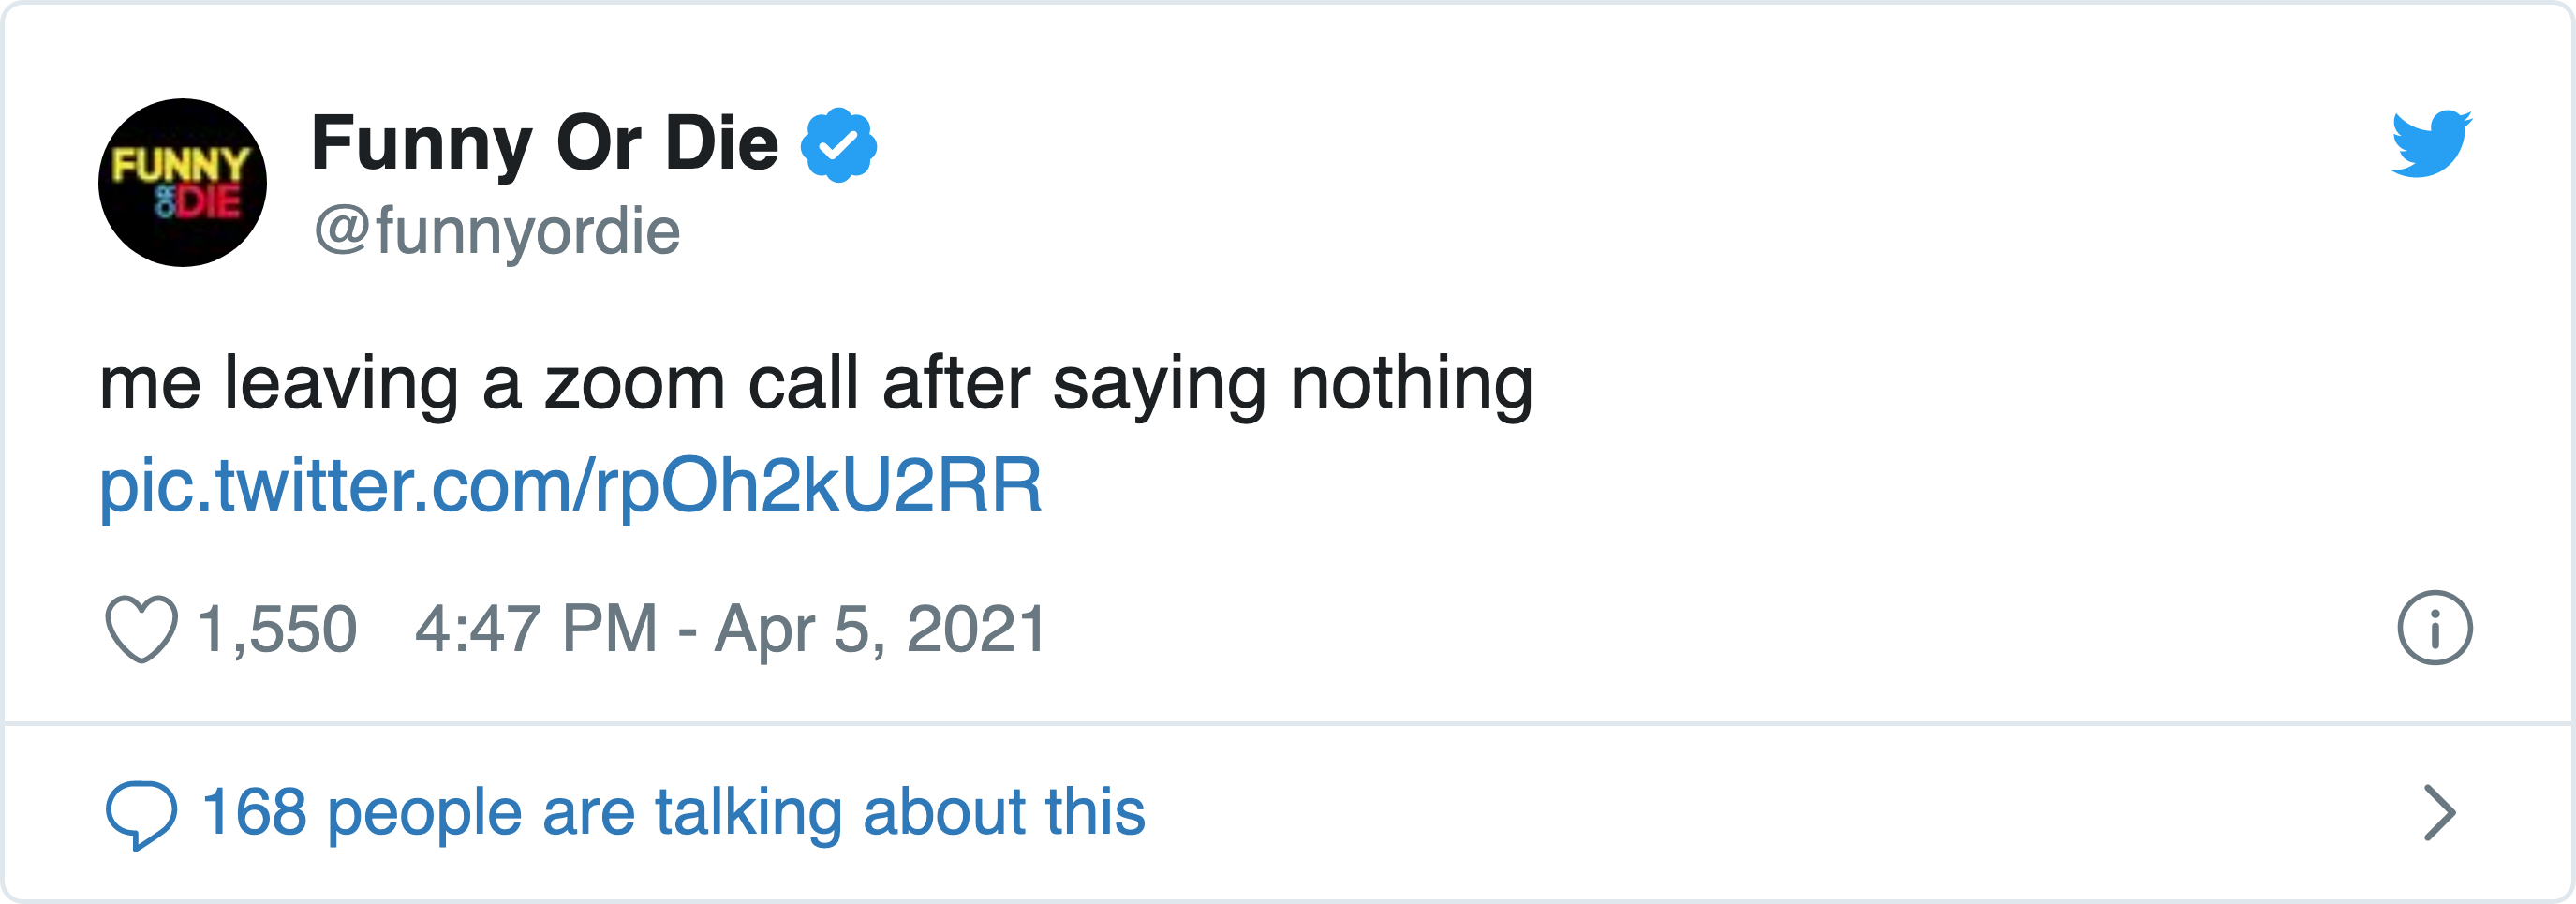 FUNNY
OR DIE
Funny Or Die
@funnyordie
me leaving a zoom call after saying nothing
pic.twitter.com/rpOh2kU2RR
1,550 4:47 PM - Apr 5, 2021
168 people are talking about this